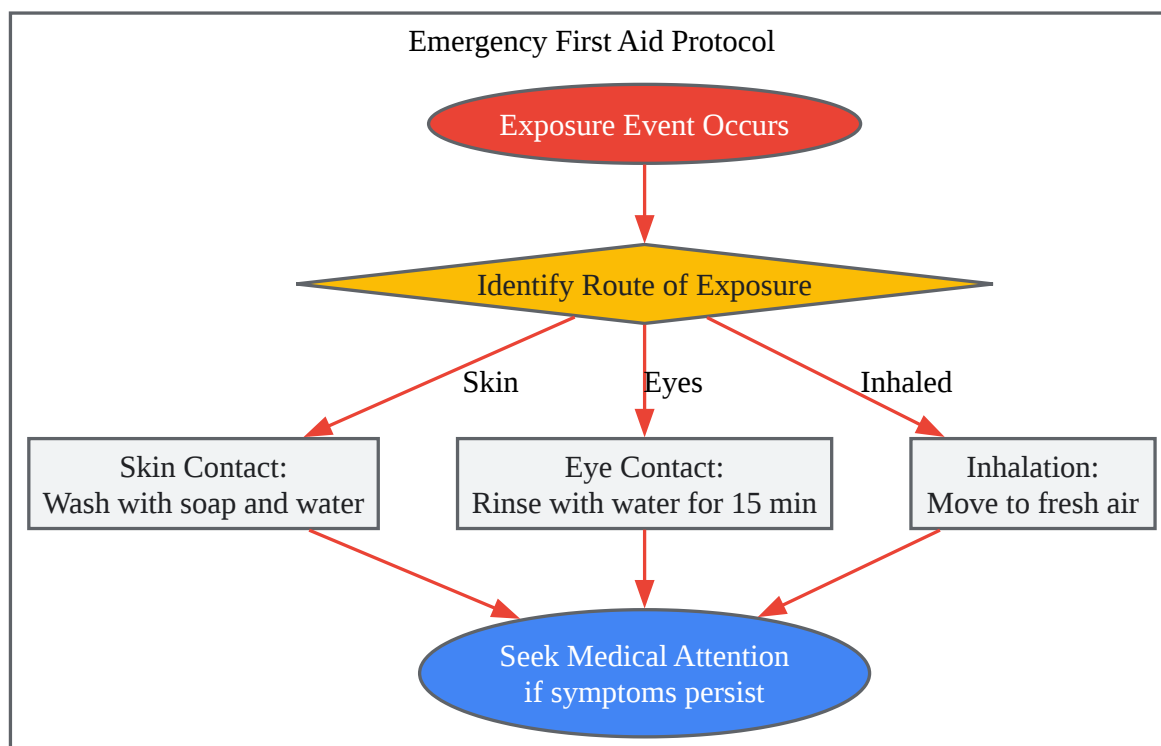 Emergency First Aid Protocol
Exposure Event Occurs
Identify Route of Exposure
Skin
Eyes
Inhaled
Skin Contact:
Wash with soap and water
Eye Contact:
Rinse with water for 15 min
Inhalation:
Move to fresh air
Seek Medical Attention
if symptoms persist